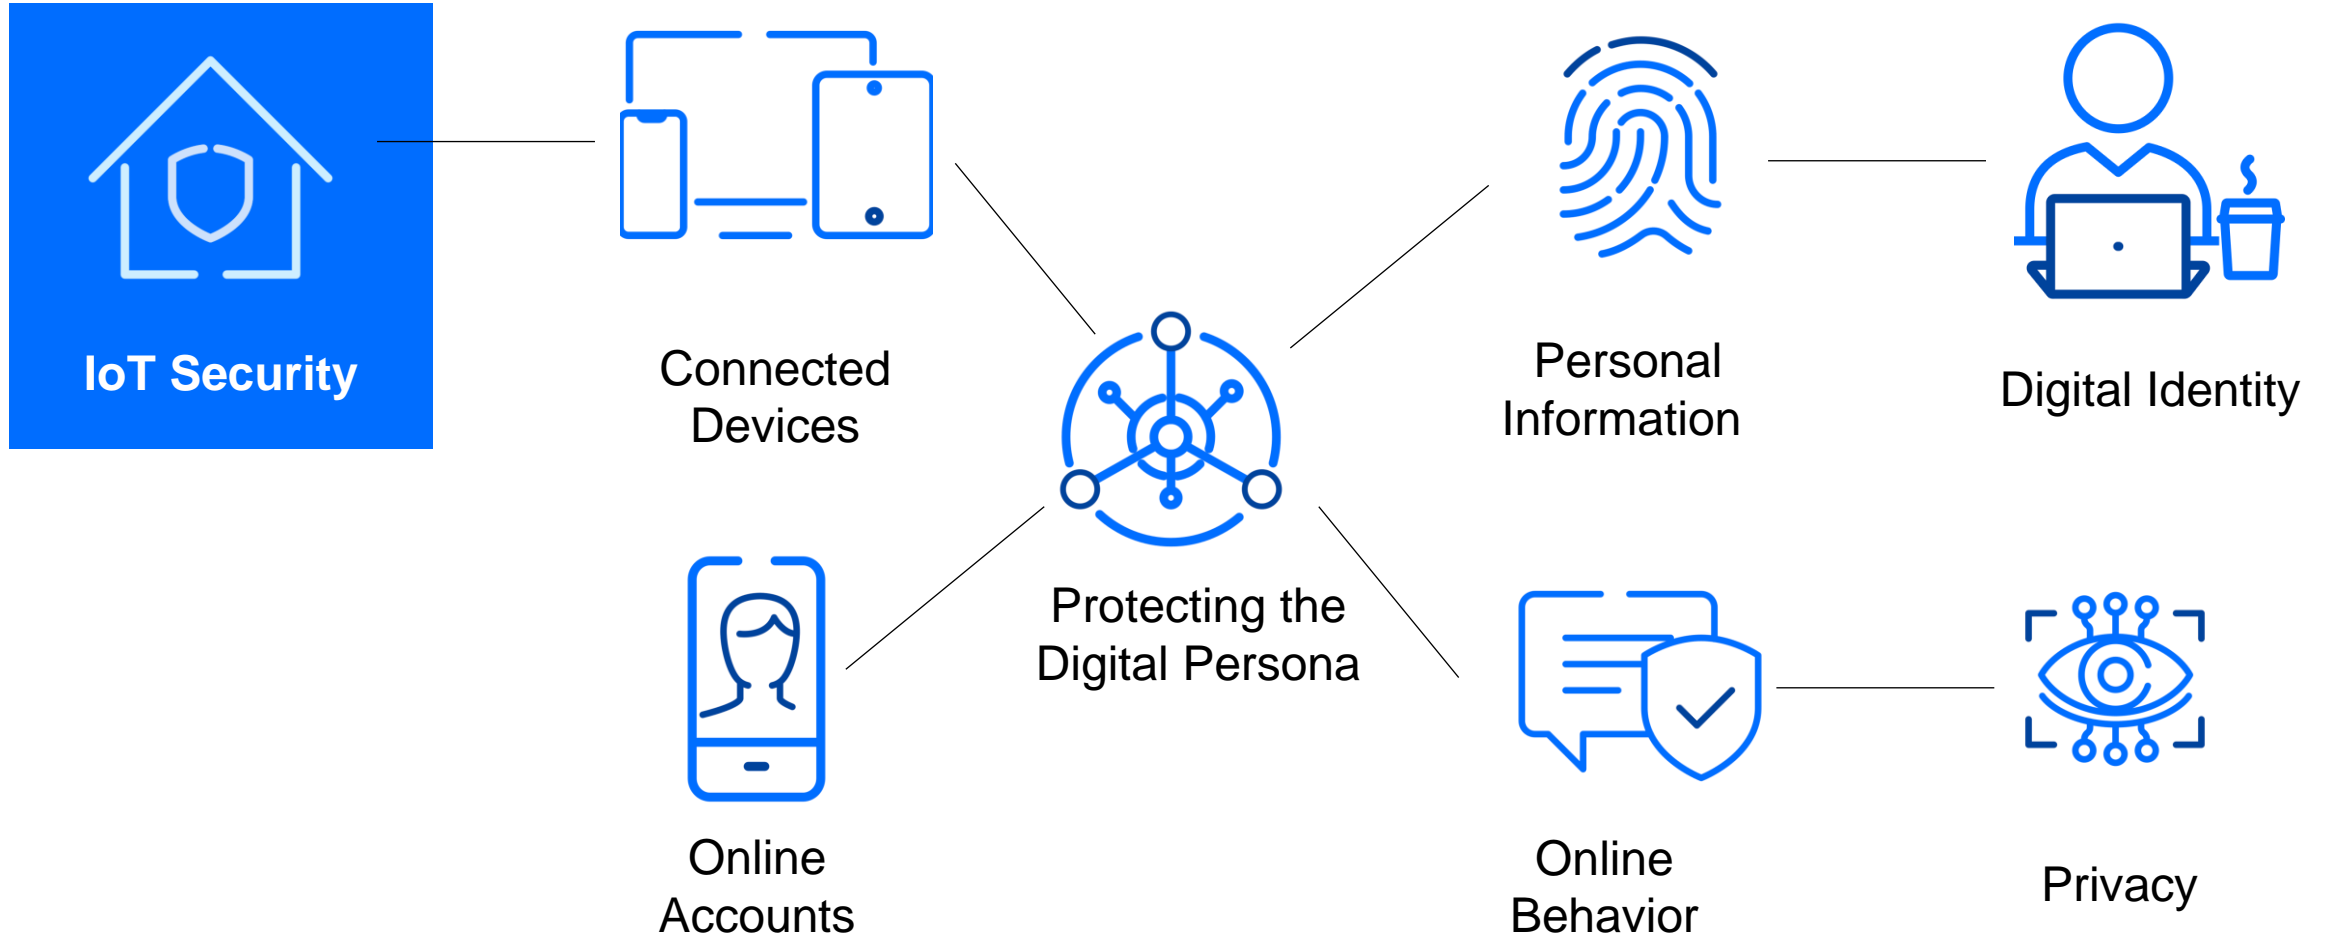 IoT Security
Connected
Devices
Personal
Information
Digital Identity
Protecting the
Digital Persona
Online
Accounts
Online
Behavior
Privacy